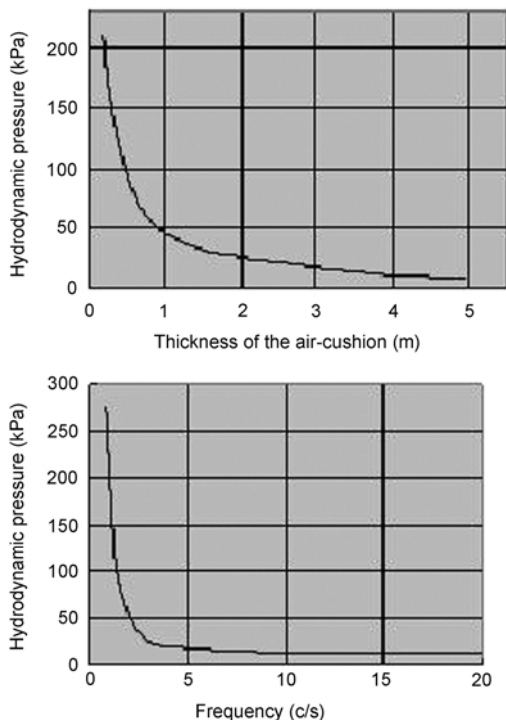 Hydrodynamic pressure (kPa)
200
150
100
50
0
0 1 2 3 4 5
Thickness of the air-cushion (m)
Hydrodynamic pressure (kPa)
300
250
200
150
100
50
0
0 5 10 15 20
Frequency (c/s)